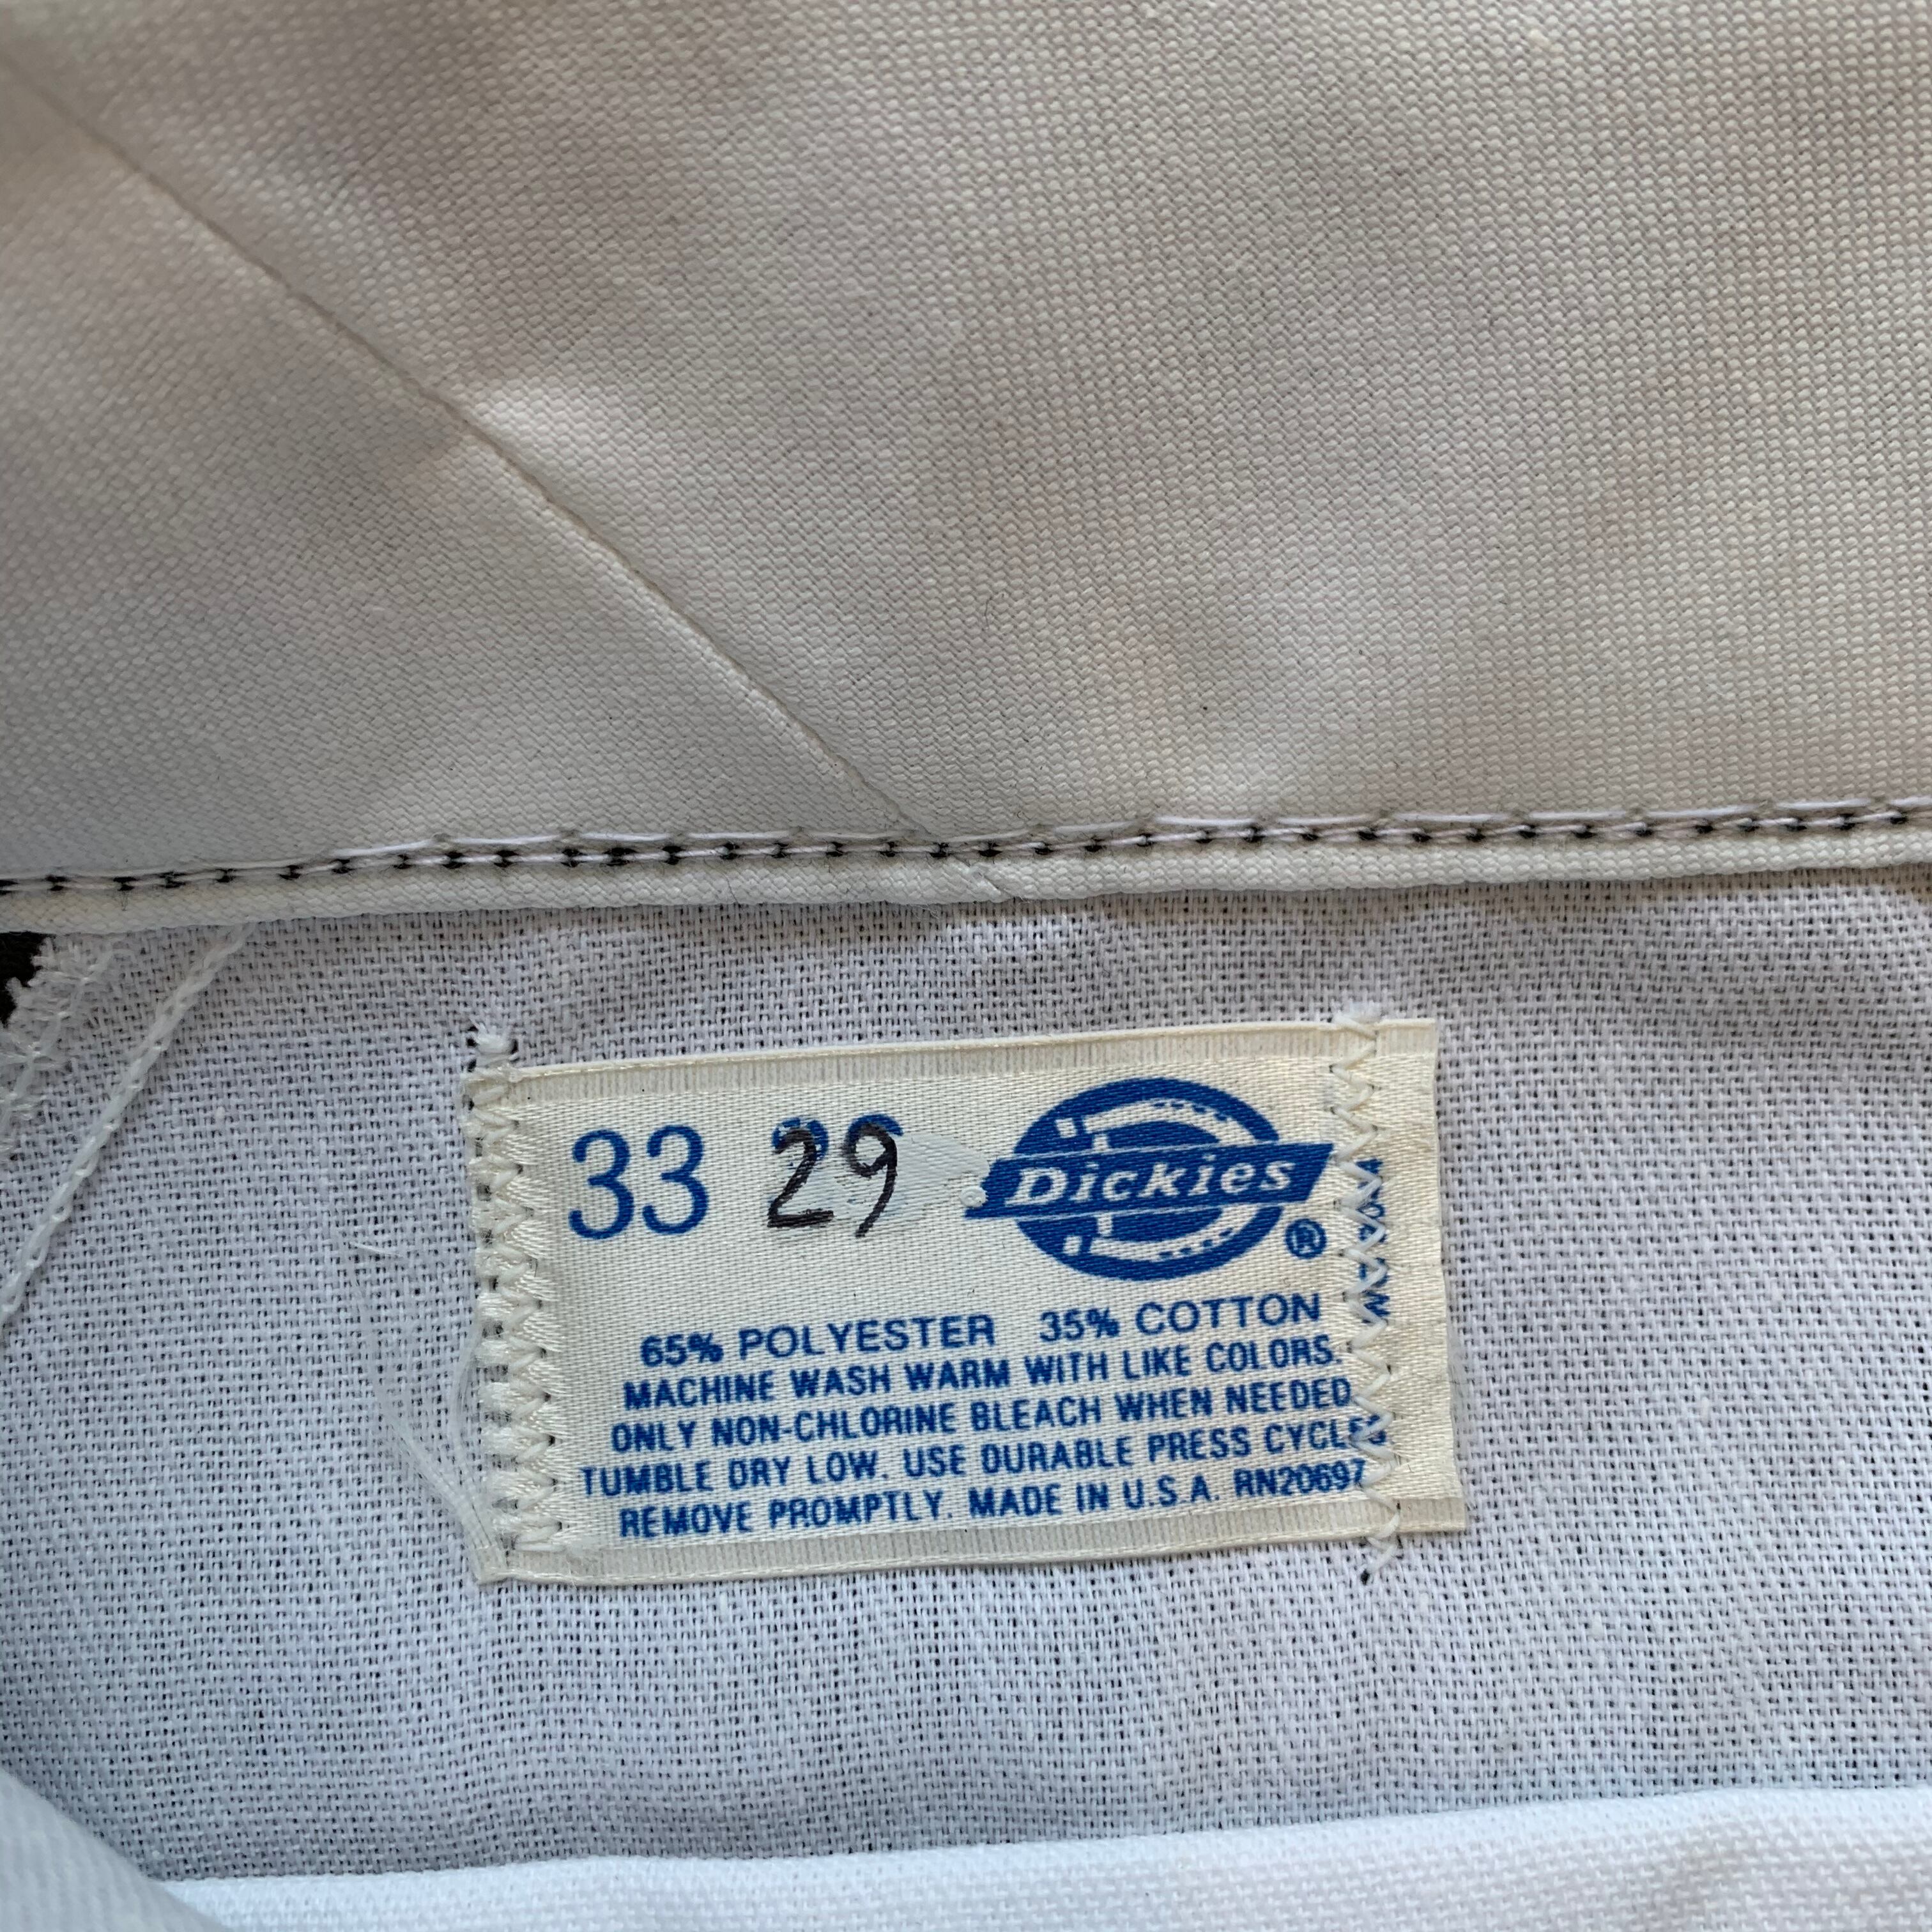 33 29 Dickies ®
65% POLYESTER 35% COTTON
MACHINE WASH WARM WITH LIKE COLORS.
ONLY NON-CHLORINE BLEACH WHEN NEEDED
TUMBLE DRY LOW. USE DURABLE PRESS CYCLE
REMOVE PROMPTLY. MADE IN U.S.A. RN20697